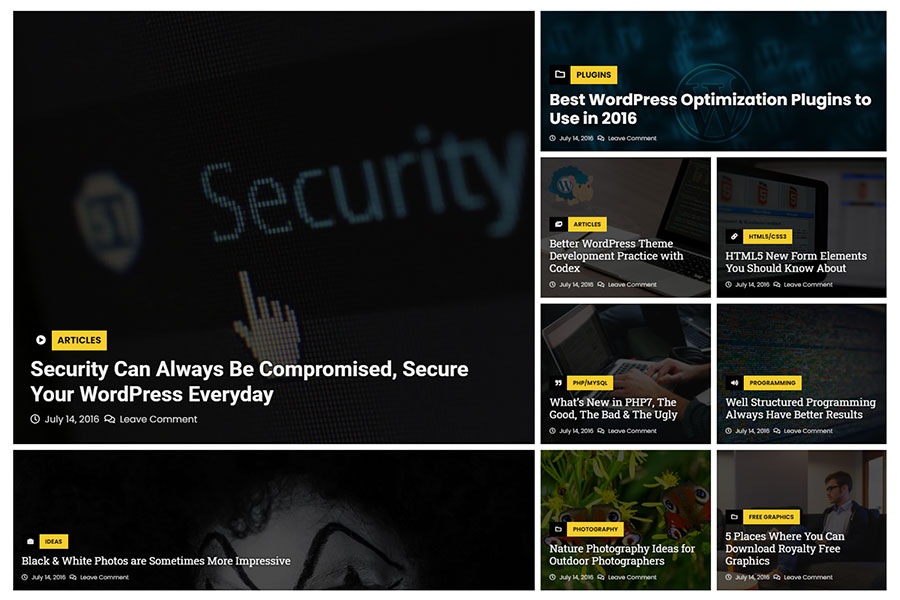 Security
ARTICLES
Security Can Always Be Compromised, Secure
Your WordPress Everyday
July 14, 2016 Leave Comment
PLUGINS
Best WordPress Optimization Plugins to
Use in 2016
July 14, 2016 Leave Comment
ARTICLES
Better WordPress Theme
Development Practice with
Codex
July 14, 2016 Leave Comment
HTML5/CSS3
HTML5 New Form Elements
You Should Know About
July 14, 2016 Leave Comment
PHP/MYSQL
What's New in PHP7, The
Good, The Bad & The Ugly
July 14, 2016 Leave Comment
PROGRAMMING
Well Structured Programming
Always Have Better Results
July 14, 2016 Leave Comment
IDEAS
Black & White Photos are Sometimes More Impressive
July 14, 2016 Leave Comment
PHOTOGRAPHY
Nature Photography Ideas for
Outdoor Photographers
July 14, 2016 Leave Comment
FREE GRAPHICS
5 Places Where You Can
Download Royalty Free
Graphics
July 14, 2016 Leave Comment